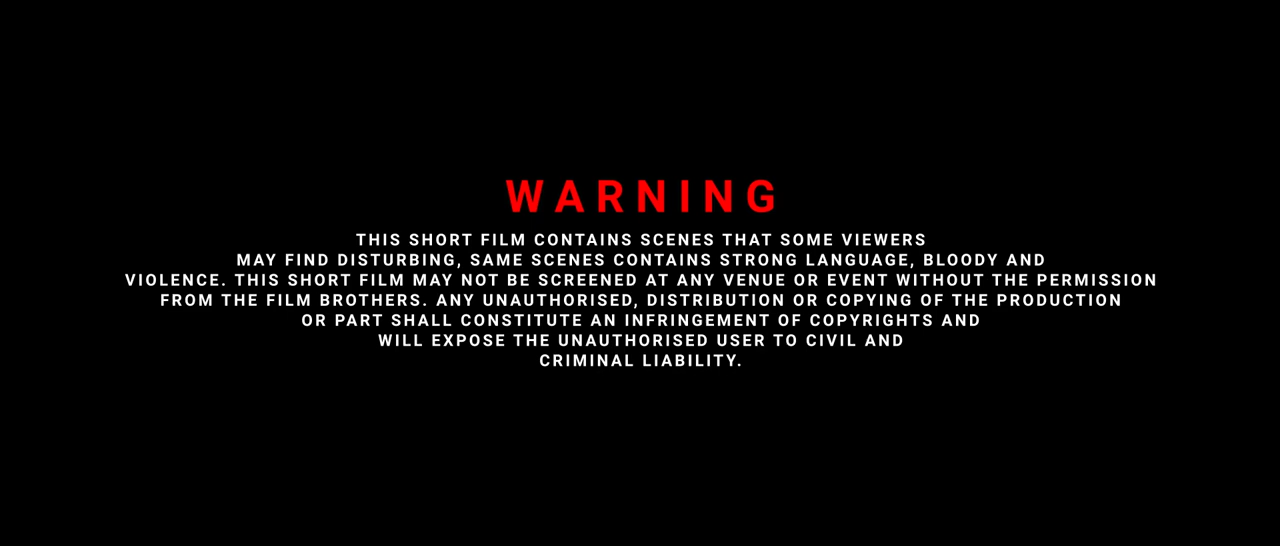 WARNING
THIS SHORT FILM CONTAINS SCENES THAT SOME VIEWERS
MAY FIND DISTURBING, SAME SCENES CONTAINS STRONG LANGUAGE, BLOODY AND
VIOLENCE. THIS SHORT FILM MAY NOT BE SCREENED AT ANY VENUE OR EVENT WITHOUT THE PERMISSION
FROM THE FILM BROTHERS. ANY UNAUTHORISED, DISTRIBUTION OR COPYING OF THE PRODUCTION
OR PART SHALL CONSTITUTE AN INFRINGEMENT OF COPYRIGHTS AND
WILL EXPOSE THE UNAUTHORISED USER TO CIVIL AND
CRIMINAL LIABILITY.